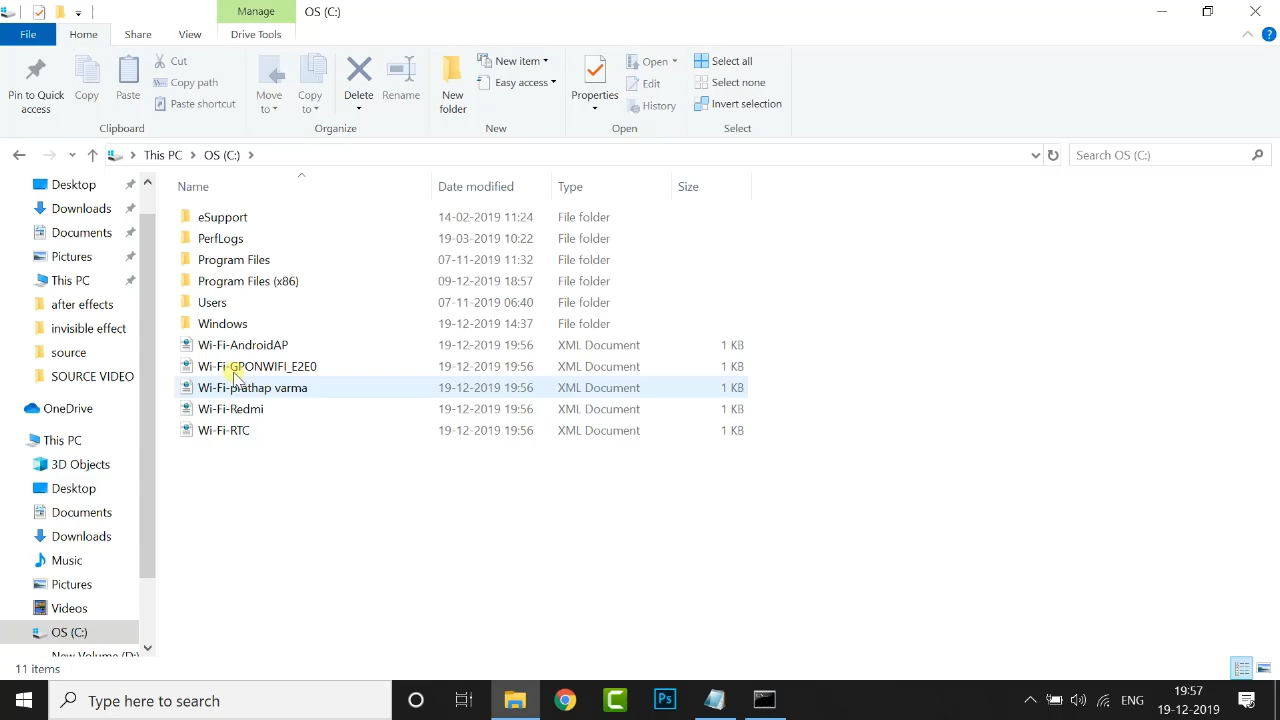 Manage
OS (C:)
File
Home
Share
View
Drive Tools
Pin to Quick access
Copy
Paste
Cut
Copy path
Paste shortcut
Clipboard
Move to
Copy to
Delete
Rename
Organize
New folder
New item
Easy access
New
Properties
Open
Edit
History
Open
Select all
Select none
Invert selection
Select
This PC
OS (C:)
Search OS (C:)
Name
Date modified
Type
Size
eSupport 14-02-2019 11:24 File folder
PerfLogs 19-03-2019 10:22 File folder
Program Files 07-11-2019 11:32 File folder
Program Files (x86) 09-12-2019 18:57 File folder
Users 07-11-2019 06:40 File folder
Windows 19-12-2019 14:37 File folder
Wi-Fi-AndroidAP 19-12-2019 19:56 XML Document 1 KB
Wi-Fi-GPONWIFI_E2E0 19-12-2019 19:56 XML Document 1 KB
Wi-Fi-prathap varma 19-12-2019 19:56 XML Document 1 KB
Wi-Fi-Redmi 19-12-2019 19:56 XML Document 1 KB
Wi-Fi-RTC 19-12-2019 19:56 XML Document 1 KB
Desktop
Downloads
Documents
Pictures
This PC
after effects
invisible effect
source
SOURCE VIDEO
OneDrive
This PC
3D Objects
Desktop
Documents
Downloads
Music
Pictures
Videos
OS (C:)
New Volume (D:)
11 items
Type here to search
Ps
ENG
19:57
19-12-2019